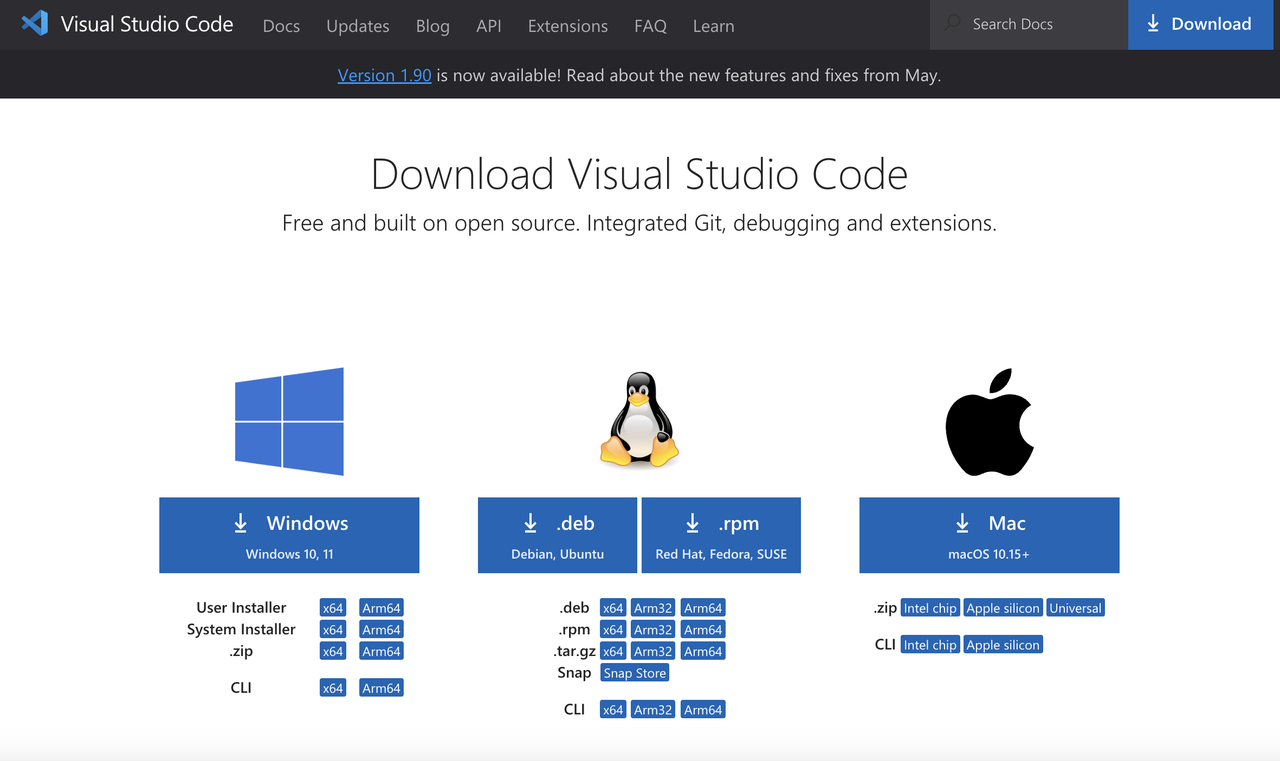 Visual Studio Code Docs Updates Blog API Extensions FAQ Learn Search Docs Download
Version 1.90 is now available! Read about the new features and fixes from May.
Download Visual Studio Code
Free and built on open source. Integrated Git, debugging and extensions.
Windows
Windows 10, 11
User Installer x64 Arm64
System Installer x64 Arm64
.zip x64 Arm64
CLI x64 Arm64
.deb
Debian, Ubuntu
.rpm
Red Hat, Fedora, SUSE
.deb x64 Arm32 Arm64
.rpm x64 Arm32 Arm64
.tar.gz x64 Arm32 Arm64
Snap Snap Store
CLI x64 Arm32 Arm64
Mac
macOS 10.15+
.zip Intel chip Apple silicon Universal
CLI Intel chip Apple silicon